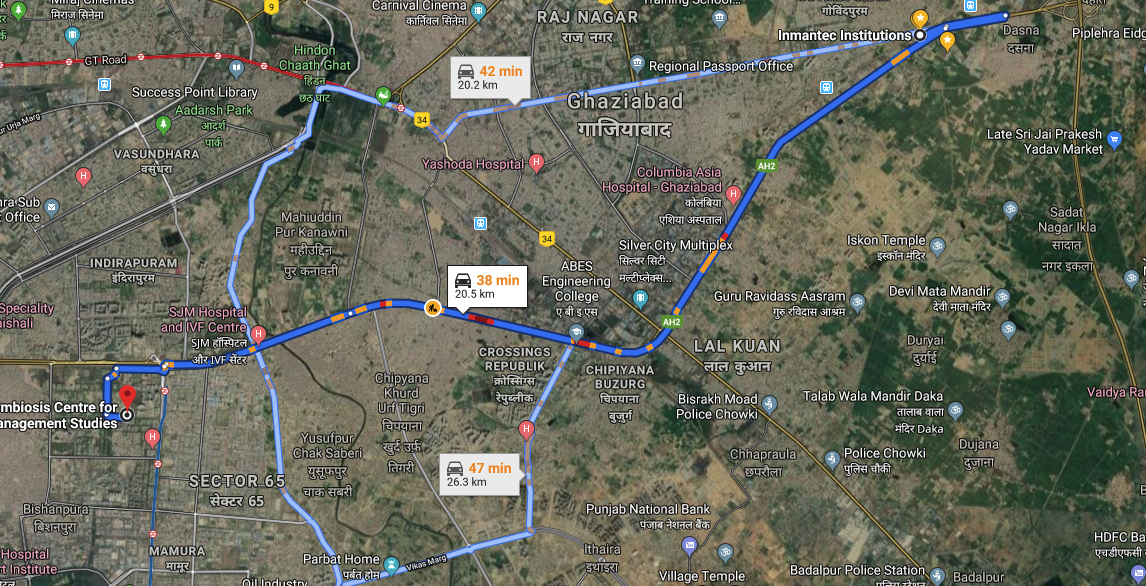 Miraj Cinemas
मिराज सिनेमा
9
Carnival Cinema
कार्निवल सिनेमा
RAJ NAGAR
राज नगर
Training School...
गोविंदपुरम
Inmantec Institutions
Dasna
दसना
Piplehra Eidg
GT Road
Hindon
Chaath Ghat
हिंडन
छठ घाट
42 min
20.2 km
Regional Passport Office
Success Point Library
Aadarsh Park
आदर्श
पार्क
ur Urja Marg
34
Ghaziabad
गाजियाबाद
Late Sri Jai Prakesh
Yadav Market
VASUNDHARA
वसुंधरा
Yashoda Hospital
AH2
Columbia Asia
Hospital - Ghaziabad
कोलंबिया
एशिया अस्पताल
ra Sub
Office
Mahiuddin
Pur Kanawni
महीउद्दिन
पुर कनावनी
34
Silver City Multiplex
सिल्वर सिटी
मल्टीप्लेक्स...
Sadat
Nagar Ikla
सादात
नगर इकला
Iskon Temple
इस्कॉन मंदिर
INDIRAPURAM
इंदिरापुरम
38 min
20.5 km
ABES
Engineering
College
ए बी इ एस
Guru Ravidass Aasram
गुरु रविदास आश्रम
Devi Mata Mandir
देवी माता मंदिर
Speciality
aishali
SJM Hospital
and IVF Centre
SJM हॉस्पिटल
और IVF सेंटर
AH2
LAL KUAN
लाल कुआन
Duryai
दुर्याई
CROSSINGS
REPUBLIK
क्रोस्सिंग्स
रेपुब्लीक
CHIPIYANA
BUZURG
चिपयाना
बुजुर्ग
Chipyana
Khurd
Urf Tigri
चिपयाना
खुर्द उर्फ़
तिगरी
mbiosis Centre for
anagement Studies
Bisrakh Moad
Police Chowki
Talab Wala Mandir Daka
तालाब वाला
मंदिर Daka
Vaidya Ra
Yusufpur
Chak Saberi
युसूफपुर
चाक सबरी
47 min
26.3 km
Chhapraula
छपरौला
Police Chowki
पुलिस चौकी
Dujana
दुजाना
SECTOR 65
सेक्टर 65
Bishanpura
बिशनपुरा
Punjab National Bank
पंजाब नेशनल बैंक
HDFC Ba
एचडीएफसी
MAMURA
मामूर
Hospital
rt Institute
Parbat Home
पर्बत होम
Vikas Marg
Ithaira
इथॉइरा
Village Temple
Badalpur Police Station
Badalpur
Oil Industry